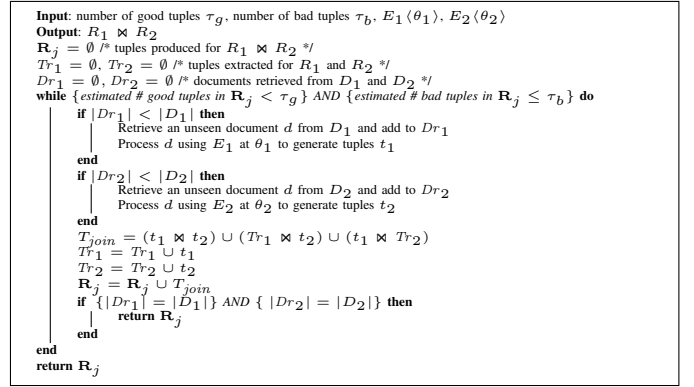 Input: number of good tuples τg, number of bad tuples τb, E1⟨θ1⟩, E2⟨θ2⟩
Output: R1 ⋈ R2
Rj = ∅ /* tuples produced for R1 ⋈ R2 */
Tr1 = ∅, Tr2 = ∅ /* tuples extracted for R1 and R2 */
Dr1 = ∅, Dr2 = ∅ /* documents retrieved from D1 and D2 */
while {estimated # good tuples in Rj < τg} AND {estimated # bad tuples in Rj ≤ τb} do
if |Dr1| < |D1| then
Retrieve an unseen document d from D1 and add to Dr1
Process d using E1 at θ1 to generate tuples t1
end
if |Dr2| < |D2| then
Retrieve an unseen document d from D2 and add to Dr2
Process d using E2 at θ2 to generate tuples t2
end
Tjoin = (t1 ⋈ t2) ∪ (Tr1 ⋈ t2) ∪ (t1 ⋈ Tr2)
Tr1 = Tr1 ∪ t1
Tr2 = Tr2 ∪ t2
Rj = Rj ∪ Tjoin
if {|Dr1| = |D1|} AND { |Dr2| = |D2|} then
return Rj
end
end
return Rj